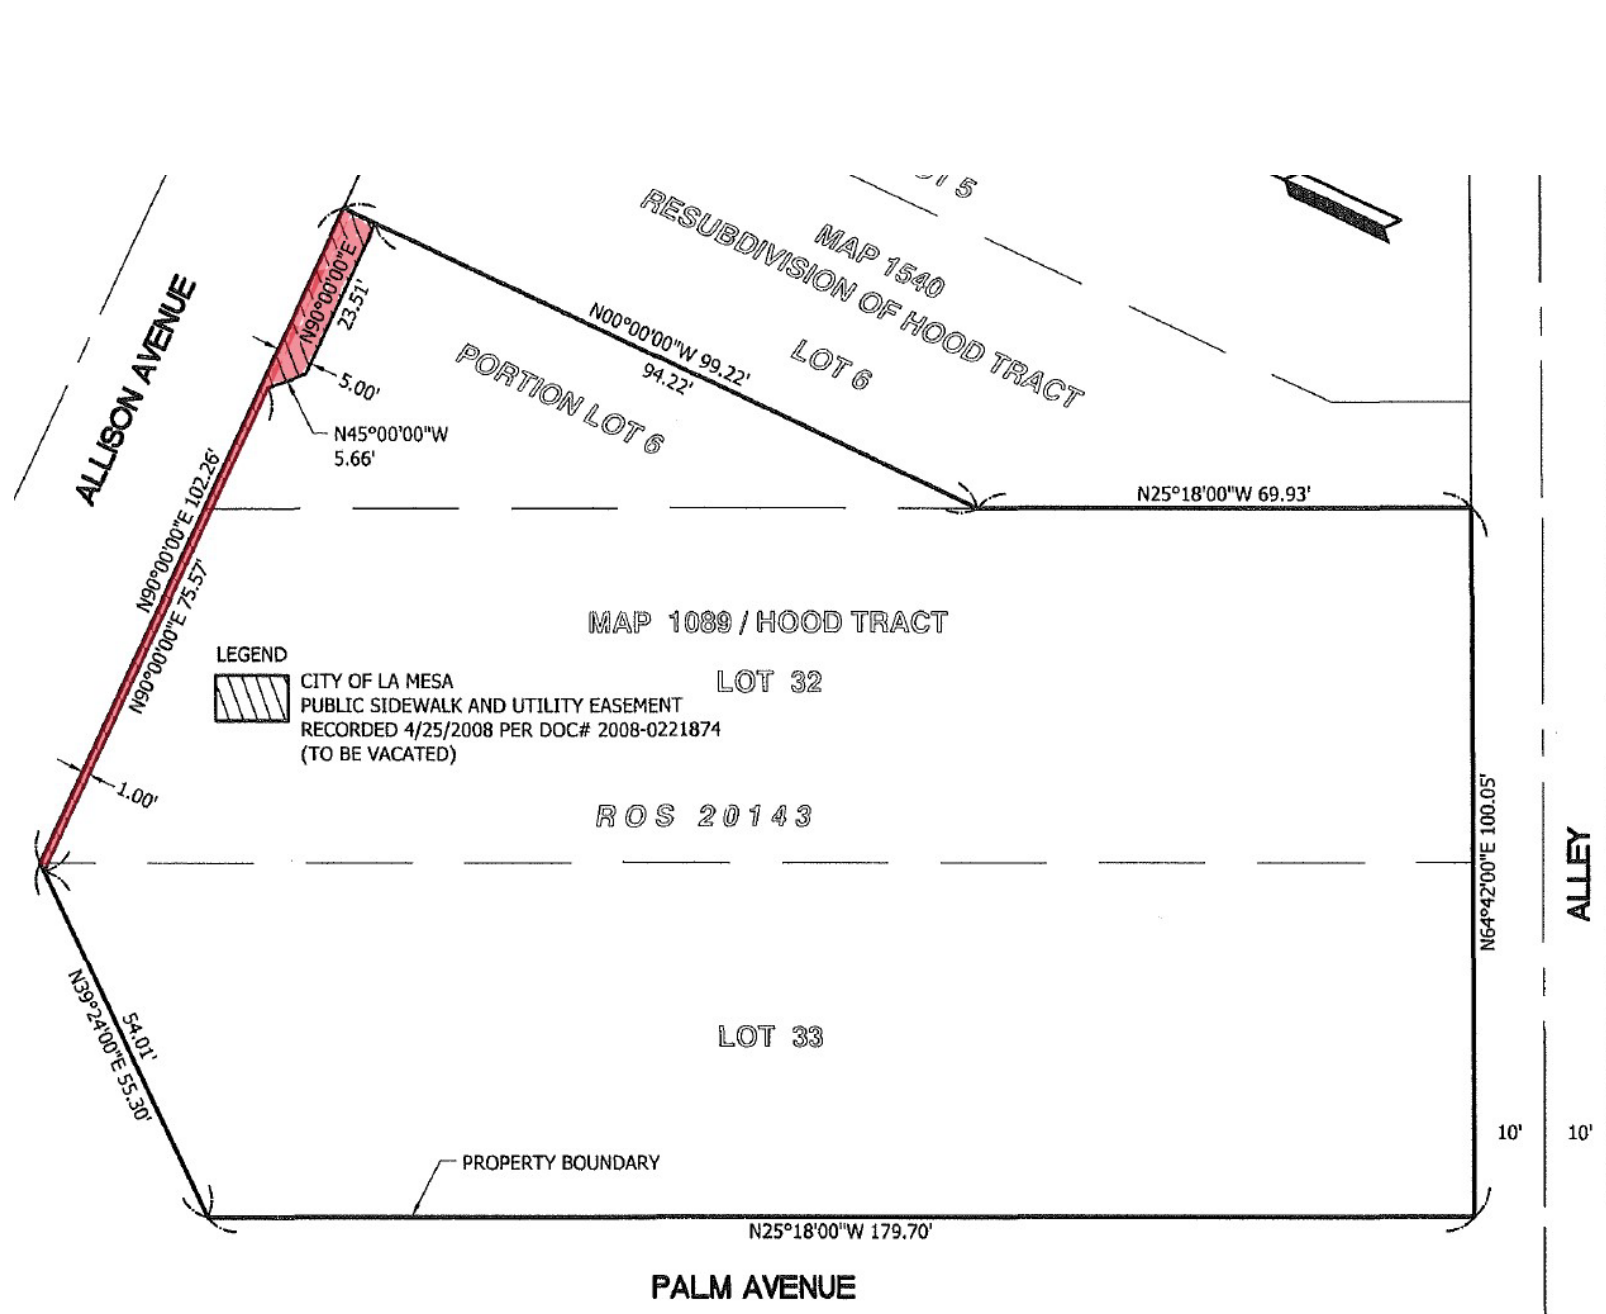 5
MAP 1540
RESUBDIVISION OF HOOD TRACT
LOT 6
ALLISON AVENUE
N90°00'00"E
23.51'
5.00'
N45°00'00"W
5.66'
N00°00'00"W 99.22'
94.22'
PORTION LOT 6
N25°18'00"W 69.93'
N90°00'00"E 102.26'
N90°00'00"E 75.57'
1.00'
MAP 1089 / HOOD TRACT
LOT 32
LEGEND
CITY OF LA MESA
PUBLIC SIDEWALK AND UTILITY EASEMENT
RECORDED 4/25/2008 PER DOC# 2008-0221874
(TO BE VACATED)
ROS 20143
N64°42'00"E 100.05'
ALLEY
LOT 33
54.01'
N39°24'00"E 55.30'
10'
10'
PROPERTY BOUNDARY
N25°18'00"W 179.70'
PALM AVENUE